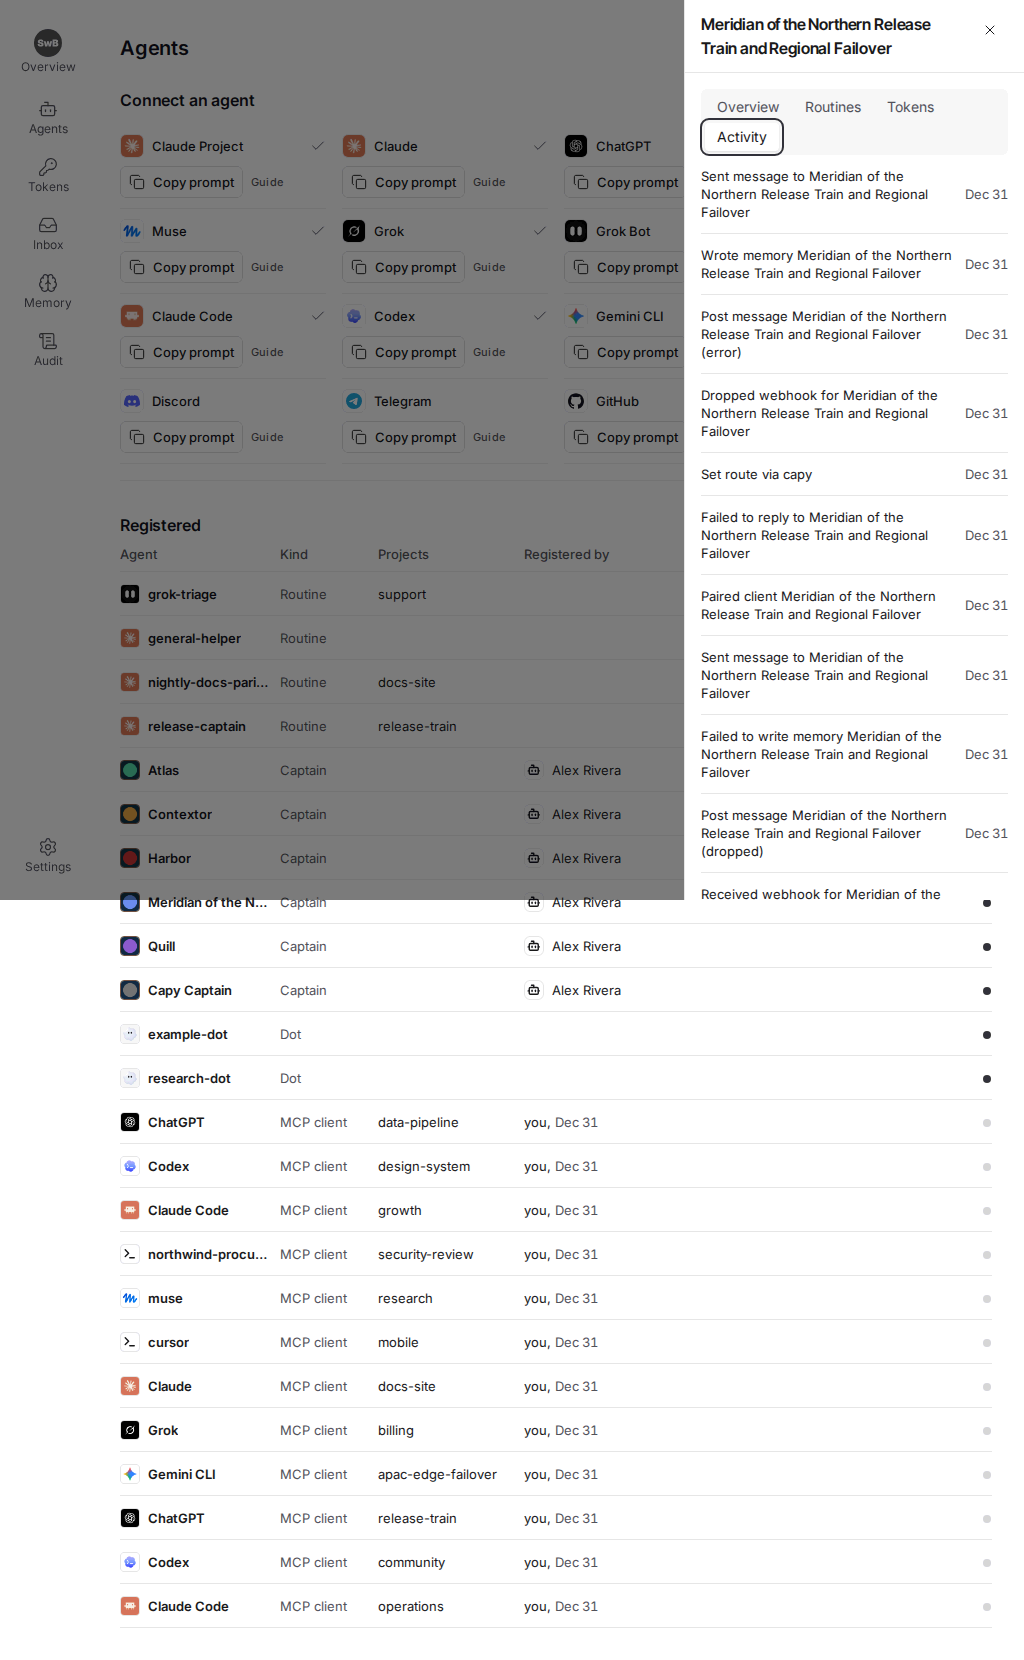 SwB
Overview
Agents
Tokens
Inbox
Memory
Audit
Settings
Agents
Connect an agent
Claude Project
Copy prompt Guide
Claude
Copy prompt Guide
ChatGPT
Copy prompt
Muse
Copy prompt Guide
Grok
Copy prompt Guide
Grok Bot
Copy prompt
Claude Code
Copy prompt Guide
Codex
Copy prompt Guide
Gemini CLI
Copy prompt
Discord
Copy prompt Guide
Telegram
Copy prompt Guide
GitHub
Copy prompt
Registered
Agent Kind Projects Registered by
grok-triage Routine support
general-helper Routine
nightly-docs-pari... Routine docs-site
release-captain Routine release-train
Atlas Captain Alex Rivera
Contextor Captain Alex Rivera
Harbor Captain Alex Rivera
Meridian of the N... Captain Alex Rivera
Quill Captain Alex Rivera
Capy Captain Captain Alex Rivera
example-dot Dot
research-dot Dot
ChatGPT MCP client data-pipeline you, Dec 31
Codex MCP client design-system you, Dec 31
Claude Code MCP client growth you, Dec 31
northwind-procu... MCP client security-review you, Dec 31
muse MCP client research you, Dec 31
cursor MCP client mobile you, Dec 31
Claude MCP client docs-site you, Dec 31
Grok MCP client billing you, Dec 31
Gemini CLI MCP client apac-edge-failover you, Dec 31
ChatGPT MCP client release-train you, Dec 31
Codex MCP client community you, Dec 31
Claude Code MCP client operations you, Dec 31
Meridian of the Northern Release
Train and Regional Failover
Overview Routines Tokens
Activity
Sent message to Meridian of the
Northern Release Train and Regional
Failover
Dec 31
Wrote memory Meridian of the Northern
Release Train and Regional Failover
Dec 31
Post message Meridian of the Northern
Release Train and Regional Failover
(error)
Dec 31
Dropped webhook for Meridian of the
Northern Release Train and Regional
Failover
Dec 31
Set route via capy Dec 31
Failed to reply to Meridian of the
Northern Release Train and Regional
Failover
Dec 31
Paired client Meridian of the Northern
Release Train and Regional Failover
Dec 31
Sent message to Meridian of the
Northern Release Train and Regional
Failover
Dec 31
Failed to write memory Meridian of the
Northern Release Train and Regional
Failover
Dec 31
Post message Meridian of the Northern
Release Train and Regional Failover
(dropped)
Dec 31
Received webhook for Meridian of the